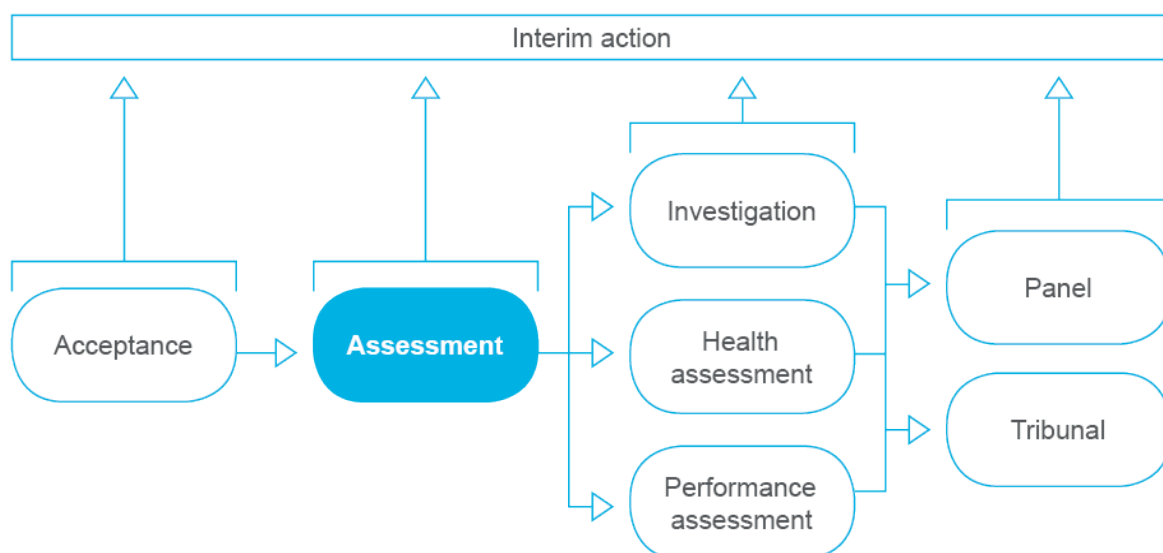 Interim action
Acceptance
Assessment
Investigation
Health
assessment
Performance
assessment
Panel
Tribunal